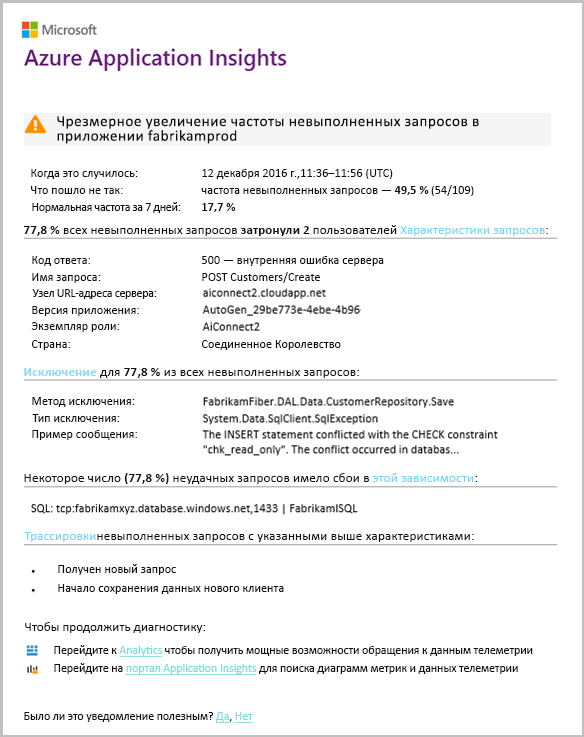 Microsoft
Azure Application Insights
Чрезмерное увеличение частоты невыполненных запросов в
приложении fabrikamprod
Когда это случилось: 12 декабря 2016 г.,11:36–11:56 (UTC)
Что пошло не так: частота невыполненных запросов — 49,5 % (54/109)
Нормальная частота за 7 дней: 17,7 %
77,8 % всех невыполненных запросов затронули 2 пользователей Характеристики запросов:
Код ответа: 500 — внутренняя ошибка сервера
Имя запроса: POST Customers/Create
Узел URL-адреса сервера: aiconnect2.cloudapp.net
Версия приложения: AutoGen_29be773e-4ebe-4b96
Экземпляр роли: AiConnect2
Страна: Соединенное Королевство
Исключение для 77,8 % из всех невыполненных запросов:
Метод исключения: FabrikamFiber.DAL.Data.CustomerRepository.Save
Тип исключения: System.Data.SqlClient.SqlException
Пример сообщения: The INSERT statement conflicted with the CHECK constraint
"chk_read_only". The conflict occurred in databas...
Некоторое число (77,8 %) неудачных запросов имело сбои в этой зависимости:
SQL: tcp:fabrikamxyz.database.windows.net,1433 | FabrikamISQL
Трассировкиневыполненных запросов с указанными выше характеристиками:
• Получен новый запрос
• Начало сохранения данных нового клиента
Чтобы продолжить диагностику:
Перейдите к Analytics чтобы получить мощные возможности обращения к данным телеметрии
Перейдите на портал Application Insights для поиска диаграмм метрик и данных телеметрии
Было ли это уведомление полезным? Да, Нет